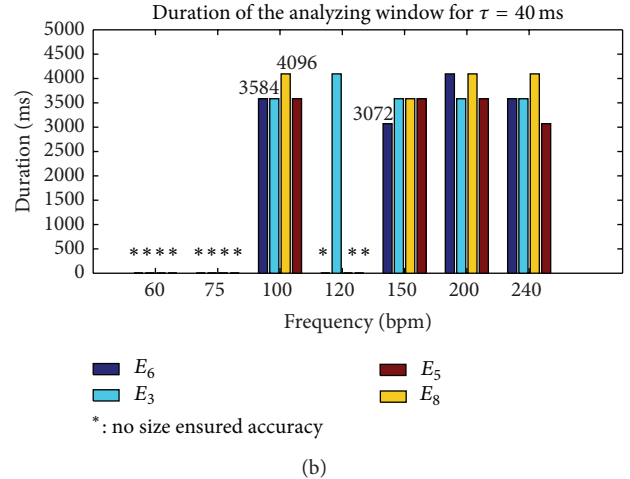 Duration of the analyzing window for τ = 40 ms
5000
4500
4000
3500
3000
2500
2000
1500
1000
500
0
Duration (ms)
3584
4096
3072
* * * * * * * * * * *
60 75 100 120 150 200 240
Frequency (bpm)
E6 E5
E3 E8
*: no size ensured accuracy
(b)